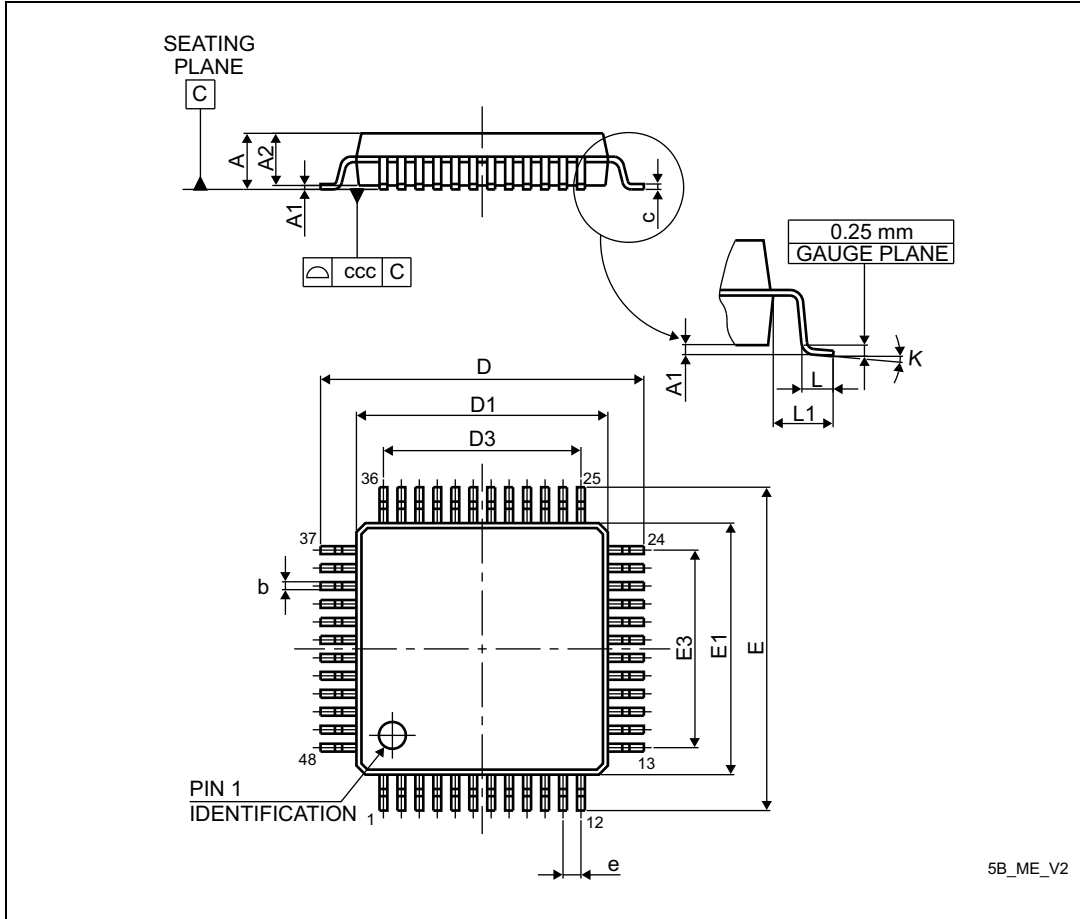 SEATING
PLANE
C
A
A2
A1
c
ccc C
0.25 mm
GAUGE PLANE
A1
K
L
L1
D
D1
D3
36
25
37
24
b
E3
E1
E
48
13
PIN 1
IDENTIFICATION
1
12
e
5B_ME_V2